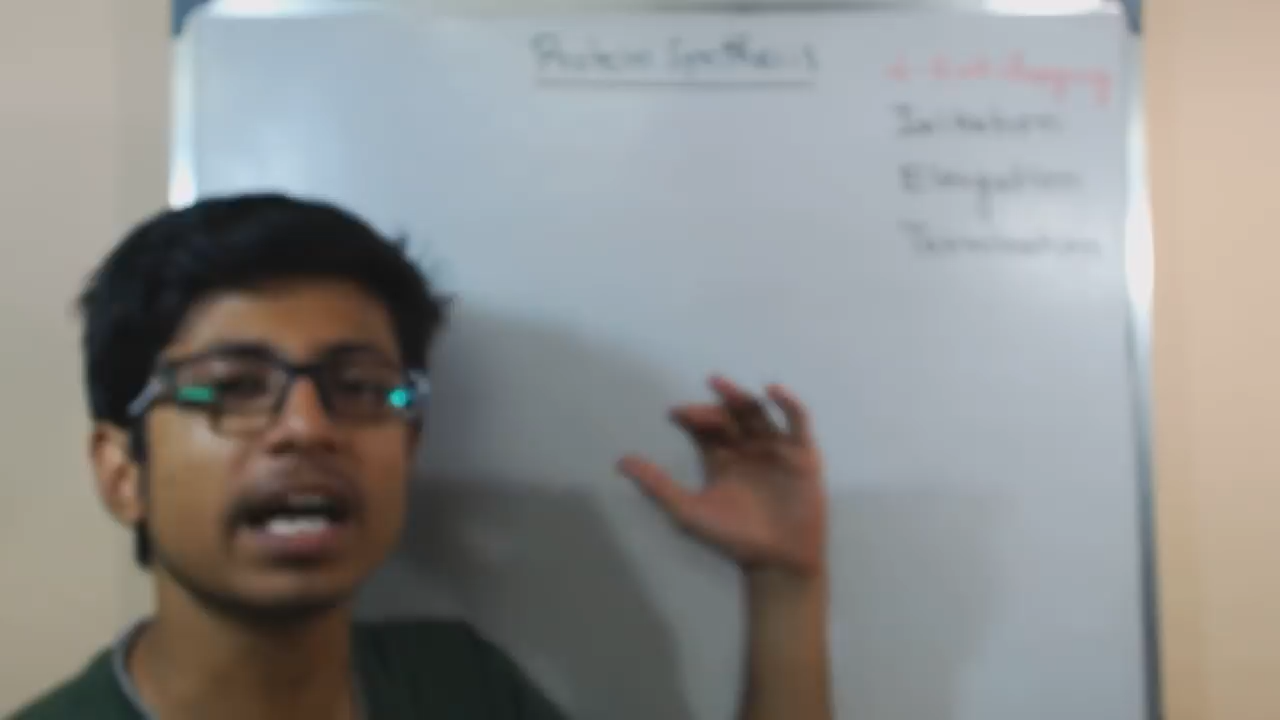 Protein Synthesis
Initiation
Elongation
Termination